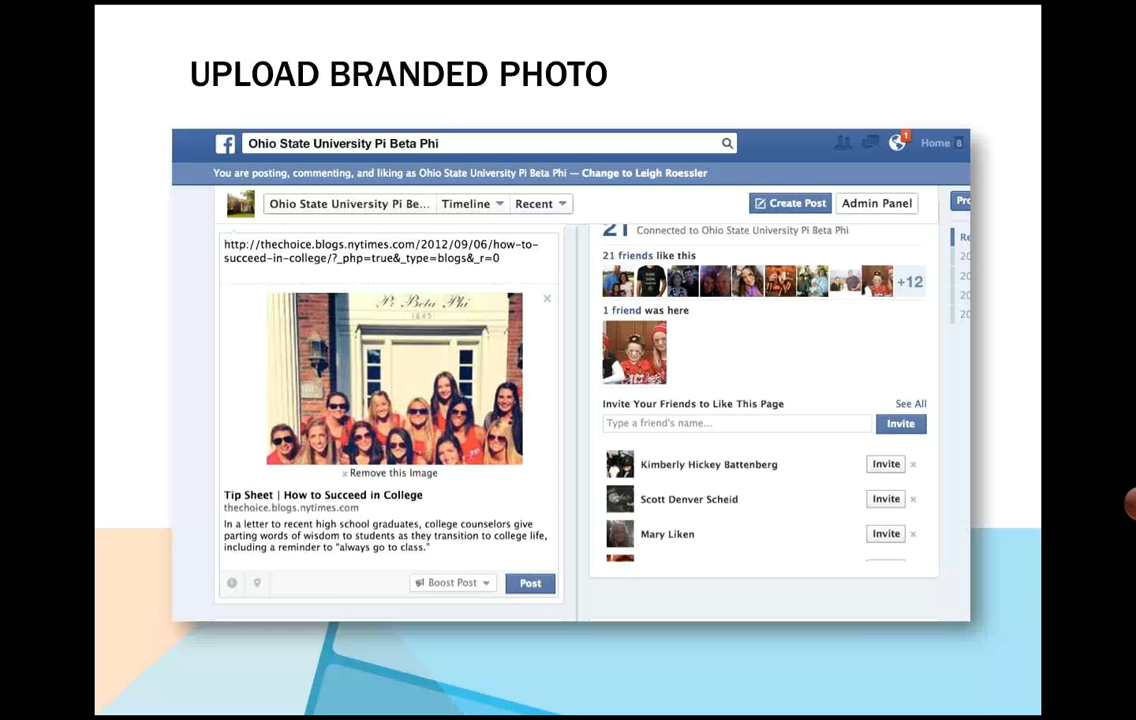 UPLOAD BRANDED PHOTO
f
Ohio State University Pi Beta Phi
1
Home
8
You are posting, commenting, and liking as Ohio State University Pi Beta Phi — Change to Leigh Roessler
Ohio State University Pi Be...
Timeline
Recent
Create Post
Admin Panel
http://thechoice.blogs.nytimes.com/2012/09/06/how-to-
succeed-in-college/?_php=true&_type=blogs&_r=0
Pi Beta Phi
Remove this Image
Tip Sheet | How to Succeed in College
thechoice.blogs.nytimes.com
In a letter to recent high school graduates, college counselors give
parting words of wisdom to students as they transition to college life,
including a reminder to "always go to class."
Boost Post
Post
21 Connected to Ohio State University Pi Beta Phi
21 friends like this
+12
1 friend was here
Invite Your Friends to Like This Page
See All
Type a friend's name...
Invite
Kimberly Hickey Battenberg
Invite
Scott Denver Scheid
Invite
Mary Liken
Invite